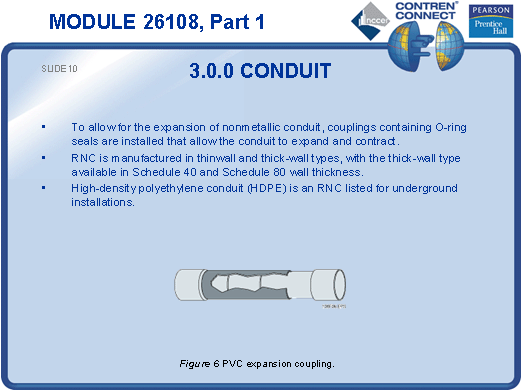 MODULE 26108, Part 1
nccer
CONTREN®
CONNECT
PEARSON
Prentice
Hall
SLIDE 10
3.0.0 CONDUIT
• To allow for the expansion of nonmetallic conduit, couplings containing O-ring
seals are installed that allow the conduit to expand and contract.
• RNC is manufactured in thinwall and thick-wall types, with the thick-wall type
available in Schedule 40 and Schedule 80 wall thickness.
• High-density polyethylene conduit (HDPE) is an RNC listed for underground
installations.
Figure 6 PVC expansion coupling.